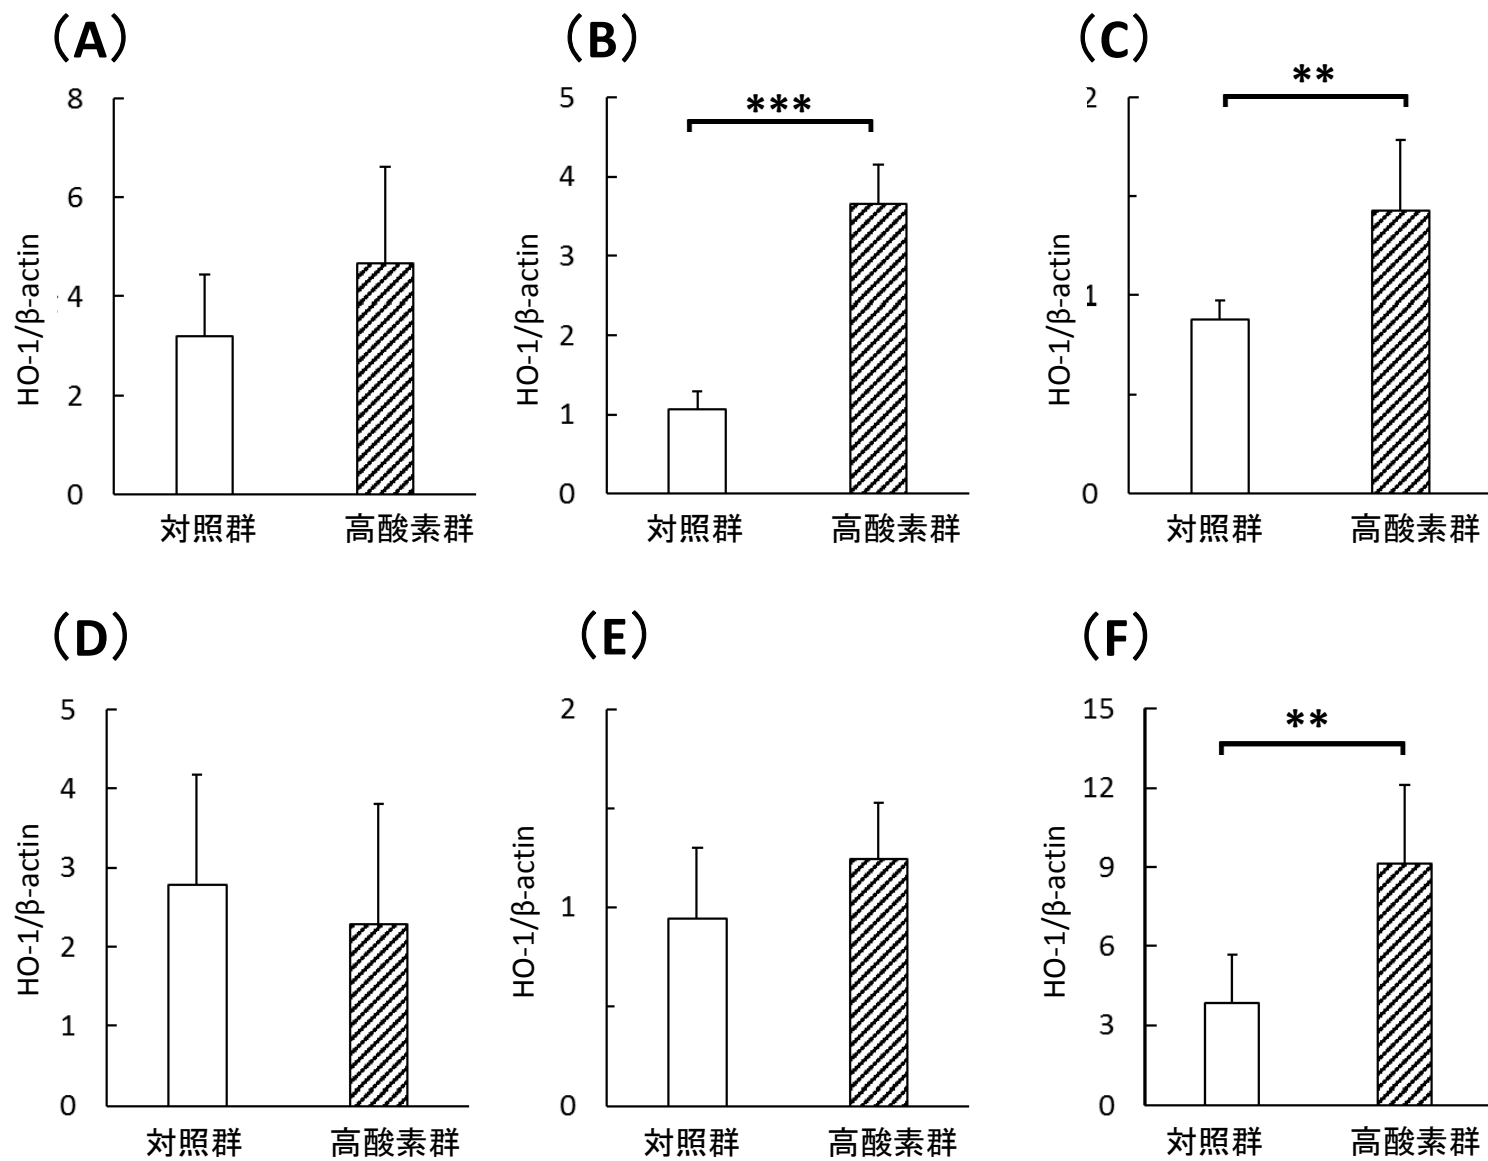 （A）
8
6
4
2
0
HO-1/β-actin
対照群
高酸素群
（B）
5
4
3
2
1
0
HO-1/β-actin
***
対照群
高酸素群
（C）
2
1
0
HO-1/β-actin
**
対照群
高酸素群
（D）
5
4
3
2
1
0
HO-1/β-actin
対照群
高酸素群
（E）
2
1
0
HO-1/β-actin
対照群
高酸素群
（F）
15
12
9
6
3
0
HO-1/β-actin
**
対照群
高酸素群